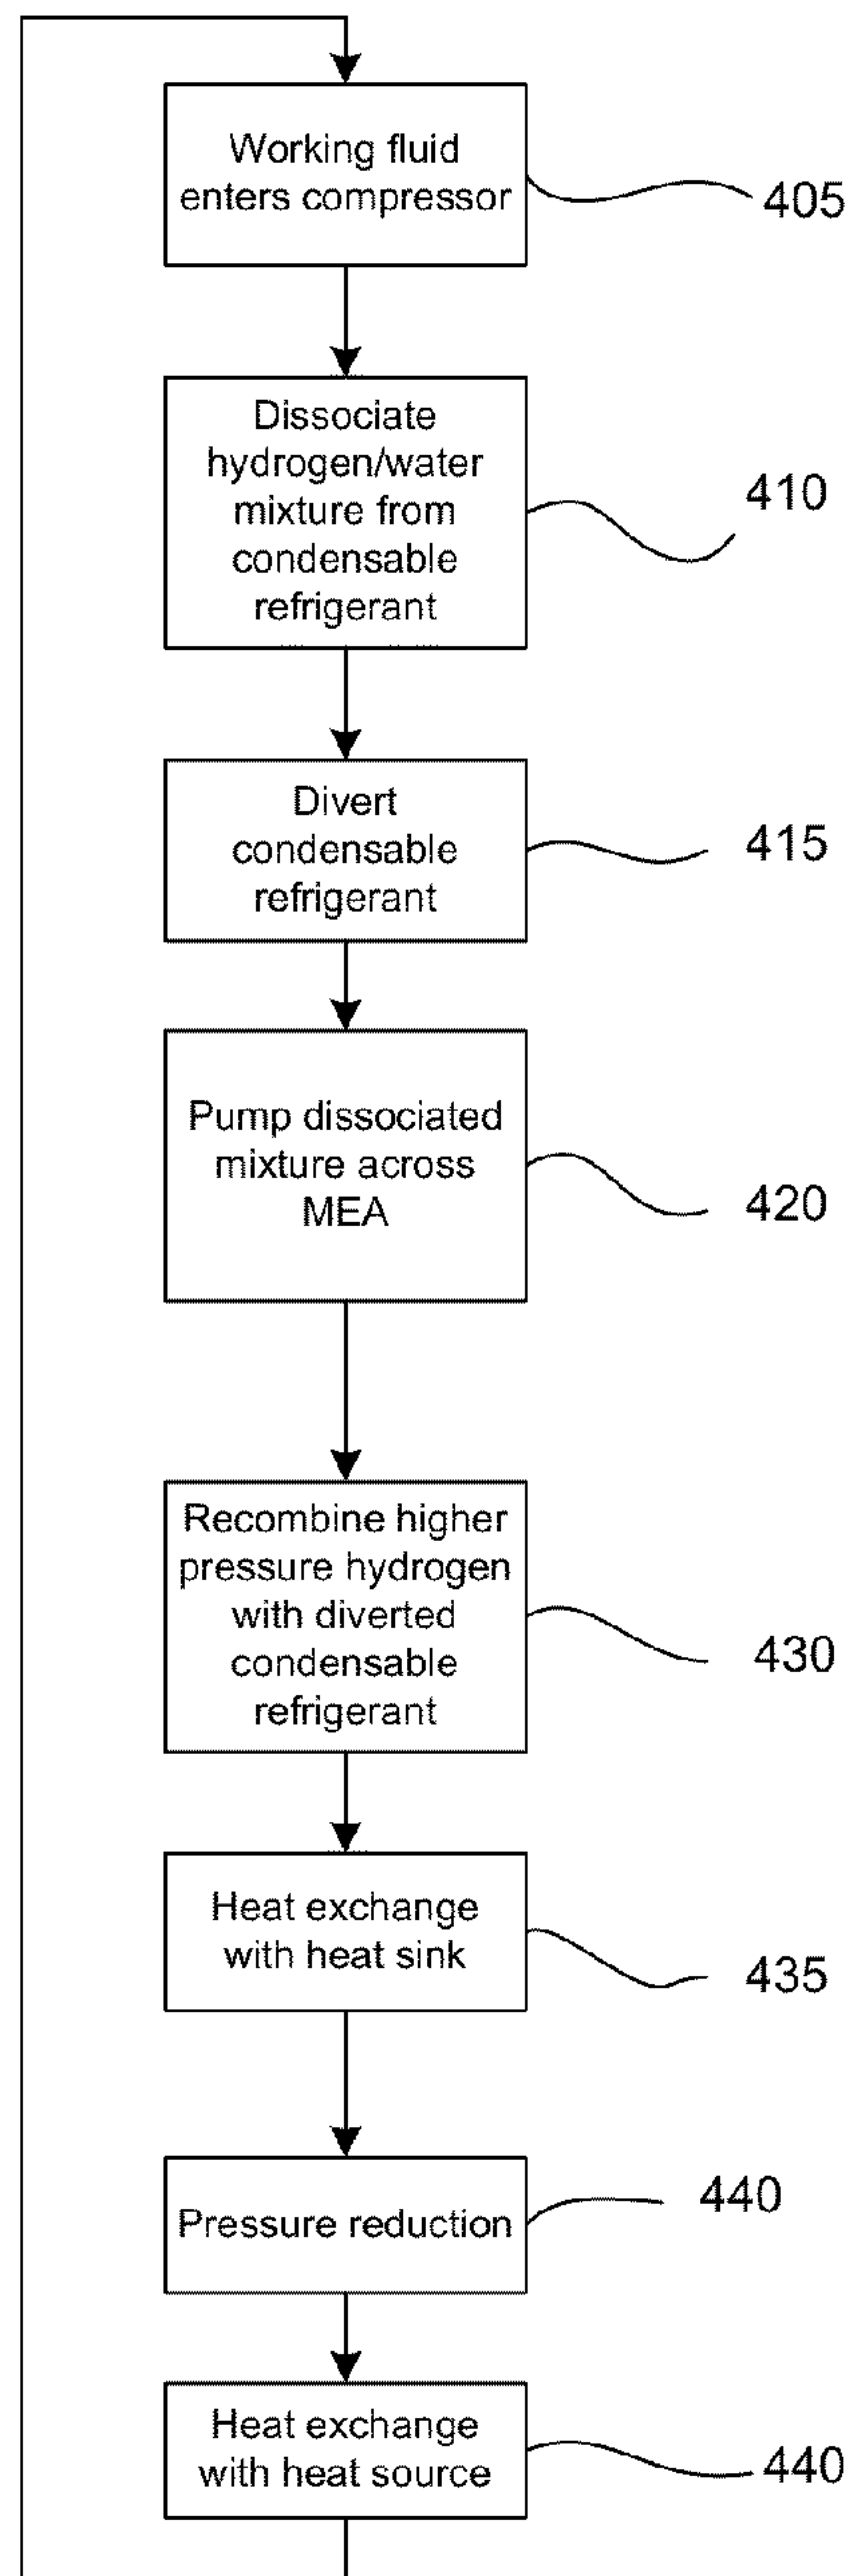 Working fluid
enters compressor
405
Dissociate
hydrogen/water
mixture from
condensable
refrigerant
410
Divert
condensable
refrigerant
415
Pump dissociated
mixture across
MEA
420
Recombine higher
pressure hydrogen
with diverted
condensable
refrigerant
430
Heat exchange
with heat sink
435
Pressure reduction
440
Heat exchange
with heat source
440